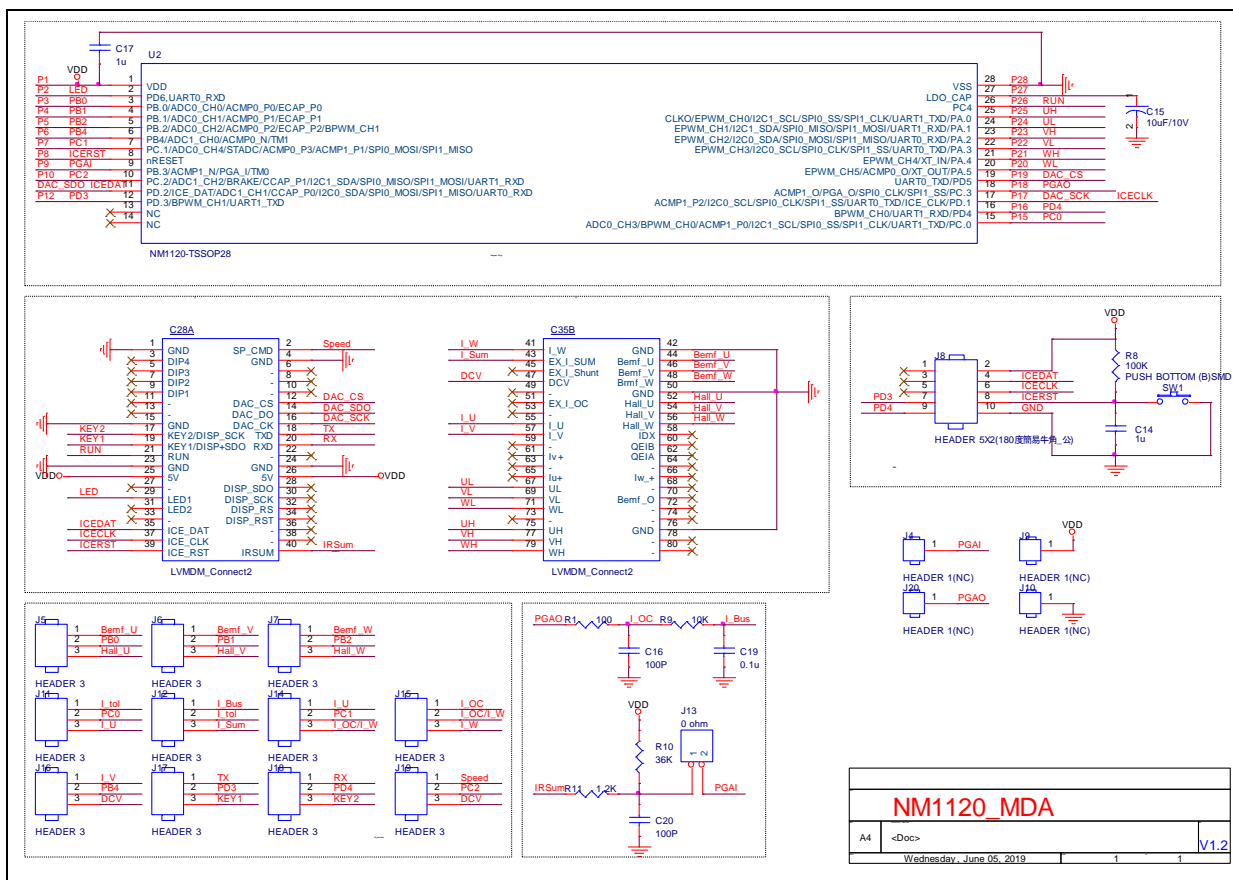 C17
1u
U2
VDD
P1
P2 LED
P3 PB0
P4 PB1
P5 PB2
P6 PB4
P7 PC1
P8 ICERST
P9 PGAI
P10 PC2
DAC_SDO ICEDAT
P12 PD3
1 VDD
2 PD6,UART0_RXD
3 PB.0/ADC0_CH0/ACMP0_P0/ECAP_P0
4 PB.1/ADC0_CH1/ACMP0_P1/ECAP_P1
5 PB.2/ADC0_CH2/ACMP0_P2/ECAP_P2/BPWM_CH1
6 PB4/ADC1_CH0/ACMP0_N/TM1
7 PC.1/ADC0_CH4/STADC/ACMP0_P3/ACMP1_P1/SPI0_MOSI/SPI1_MISO
8 nRESET
9 PB.3/ACMP1_N/PGA_I/TM0
10 PC.2/ADC1_CH2/BRAKE/CCAP_P1/I2C1_SDA/SPI0_MISO/SPI1_MOSI/UART1_RXD
11 PD.2/ICE_DAT/ADC1_CH1/CCAP_P0/I2C0_SDA/SPI0_MOSI/SPI1_MISO/UART0_RXD
12 PD.3/BPWM_CH1/UART1_TXD
13 NC
14 NC
VSS 28 P28
LDO_CAP 27 P27
PC4 26 P26 RUN
CLKO/EPWM_CH0/I2C1_SCL/SPI0_SS/SPI1_CLK/UART1_TXD/PA.0 25 P25 UH
EPWM_CH1/I2C1_SDA/SPI0_MISO/SPI1_MOSI/UART1_RXD/PA.1 24 P24 UL
EPWM_CH2/I2C0_SDA/SPI0_MOSI/SPI1_MISO/UART0_RXD/PA.2 23 P23 VH
EPWM_CH3/I2C0_SCL/SPI0_CLK/SPI1_SS/UART0_TXD/PA.3 22 P22 VL
EPWM_CH4/XT_IN/PA.4 21 P21 WH
EPWM_CH5/ACMP0_O/XT_OUT/PA.5 20 P20 WL
UART0_TXD/PD5 19 P19 DAC_CS
ACMP1_O/PGA_O/SPI0_CLK/SPI1_SS/PC.3 18 P18 PGAO
ACMP1_P2/I2C0_SCL/SPI0_CLK/SPI1_SS/UART0_TXD/ICE_CLK/PD.1 17 P17 DAC_SCK ICECLK
BPWM_CH0/UART1_RXD/PD4 16 P16 PD4
ADC0_CH3/BPWM_CH0/ACMP1_P0/I2C1_SCL/SPI0_SS/SPI1_CLK/UART1_TXD/PC.0 15 P15 PC0
1
C15
10uF/10V
2
NM1120-TSSOP28
C28A
1 GND SP_CMD 2 Speed
3 DIP4 GND 4
5 DIP3 - 6
7 DIP2 - 8
9 DIP1 - 10
11 - DAC_CS 12 DAC_CS
13 - DAC_DO 14 DAC_SDO
15 GND DAC_CK 16 DAC_SCK
KEY2 17 KEY2/DISP_SCK TXD 18 TX
KEY1 19 KEY1/DISP+SDO RXD 20 RX
RUN 21 RUN - 22
23 GND GND 24
VDD 25 5V 5V 26 VDD
27 - DISP_SDO 28
LED 29 LED1 DISP_SCK 30
31 LED2 DISP_RS 32
33 - DISP_RST 34
ICEDAT 35 ICE_DAT - 36
ICECLK 37 ICE_CLK - 38
ICERST 39 ICE_RST IRSUM 40 IRSum
LVMDM_Connect2
C35B
I_W 41 I_W GND 42
I_Sum 43 EX_I_SUM Bemf_U 44 Bemf_U
45 EX_I_Shunt Bemf_V 46 Bemf_V
DCV 47 DCV Brmf_W 48 Bemf_W
49 - GND 50
51 EX_I_OC Hall_U 52 Hall_U
53 - Hall_V 54 Hall_V
I_U 55 I_U Hall_W 56 Hall_W
I_V 57 I_V IDX 58
59 - QEIB 60
61 Iv+ QEIA 62
63 - - 64
65 Iu+ Iw_+ 66
UL 67 UL - 68
VL 69 VL Bemf_O 70
WL 71 WL - 72
73 - - 74
UH 75 UH GND 76
VH 77 VH - 78
WH 79 WH - 80
LVMDM_Connect2
VDD
R8
100K
PUSH BOTTOM (B)SMD
SW1
J8
1 2
3 4 ICEDAT
5 6 ICECLK
PD3 7 8 ICERST
PD4 9 10 GND
HEADER 5X2(180度簡易牛角_公)
C14
1u
J4
1 PGAI
HEADER 1(NC)
J9
1 VDD
HEADER 1(NC)
J20
1 PGAO
HEADER 1(NC)
J10
1
HEADER 1(NC)
J5
1 Bemf_U
2 PB0
3 Hall_U
HEADER 3
J6
1 Bemf_V
2 PB1
3 Hall_V
HEADER 3
J7
1 Bemf_W
2 PB2
3 Hall_W
HEADER 3
J11
1 I_tol
2 PC0
3 I_U
HEADER 3
J12
1 I_Bus
2 I_tol
3 I_Sum
HEADER 3
J14
1 I_U
2 PC1
3 I_OC/I_W
HEADER 3
J15
1 I_OC
2 I_OC/I_W
3 I_W
HEADER 3
J16
1 I_V
2 PB4
3 DCV
HEADER 3
J17
1 TX
2 PD3
3 KEY1
HEADER 3
J18
1 RX
2 PD4
3 KEY2
HEADER 3
J19
1 Speed
2 PC2
3 DCV
HEADER 3
PGAO R1 100 I_OC R9 10K I_Bus
C16
100P
C19
0.1u
VDD
R10
36K
J13
0 ohm
1 2
IRSum R11 1.2K PGAI
C20
100P
NM1120_MDA
A4 <Doc> V1.2
Wednesday, June 05, 2019 1 1